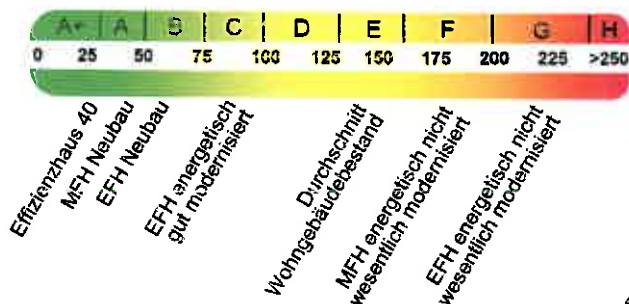 A+ A B C D E F G H
0 25 50 75 100 125 150 175 200 225 >250
Effizienzhaus 40
MFH Neubau
EFH Neubau
EFH energetisch
gut modernisiert
Durchschnitt
Wohngebäudebestand
MFH energetisch nicht
wesentlich modernisiert
EFH energetisch nicht
wesentlich modernisiert